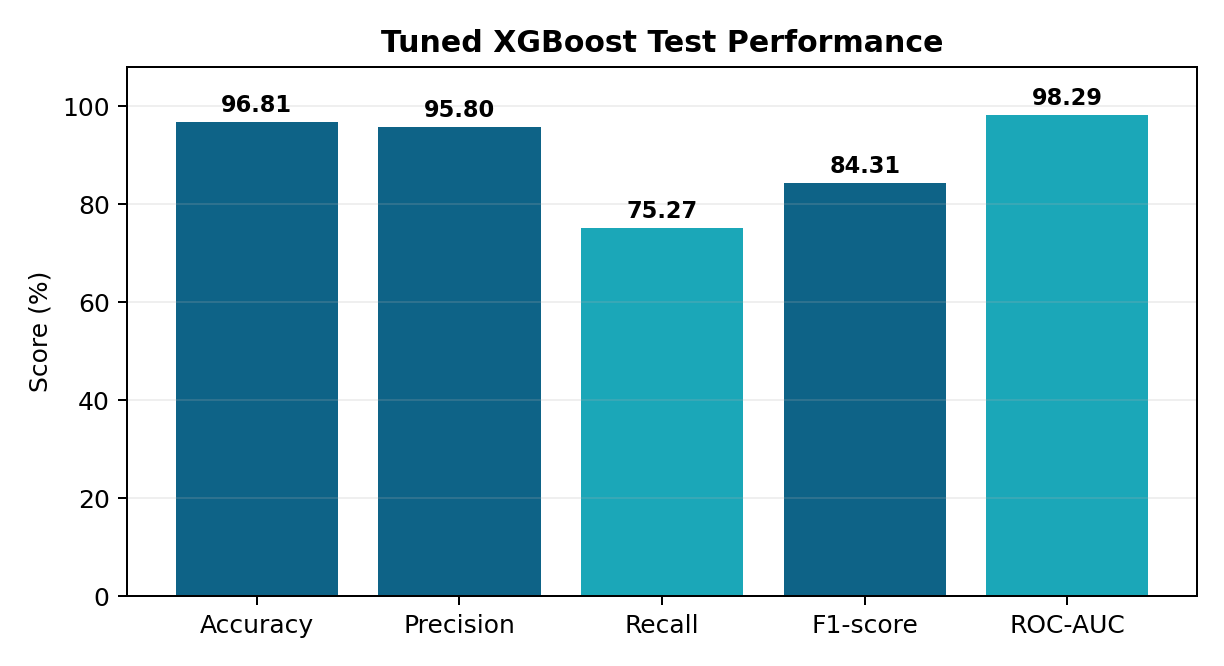 Tuned XGBoost Test Performance
Score (%)
100
80
60
40
20
0
96.81
95.80
75.27
84.31
98.29
Accuracy
Precision
Recall
F1-score
ROC-AUC